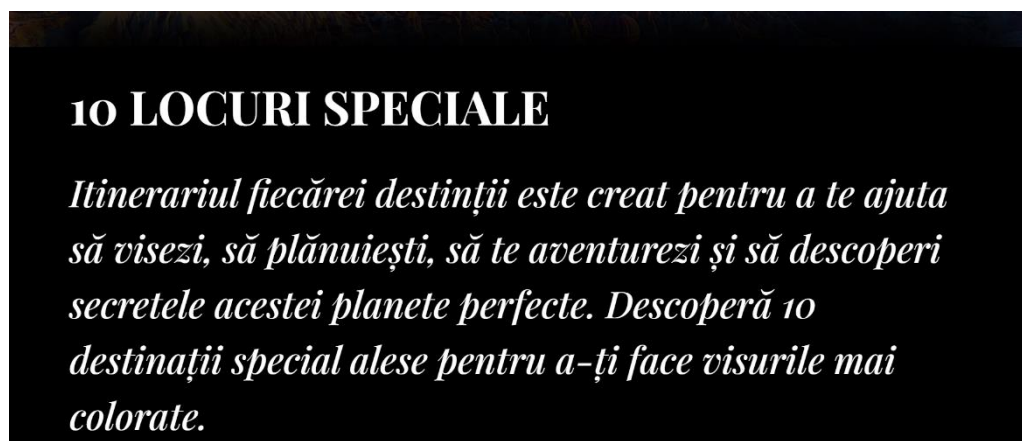 10 LOCURI SPECIALE
Itinerariul fiecărei destinții este creat pentru a te ajuta
să visezi, să plănuiești, să te aventurezi și să descoperi
secretele acestei planete perfecte. Descoperă 10
destinații special alese pentru a-ți face visurile mai
colorate.